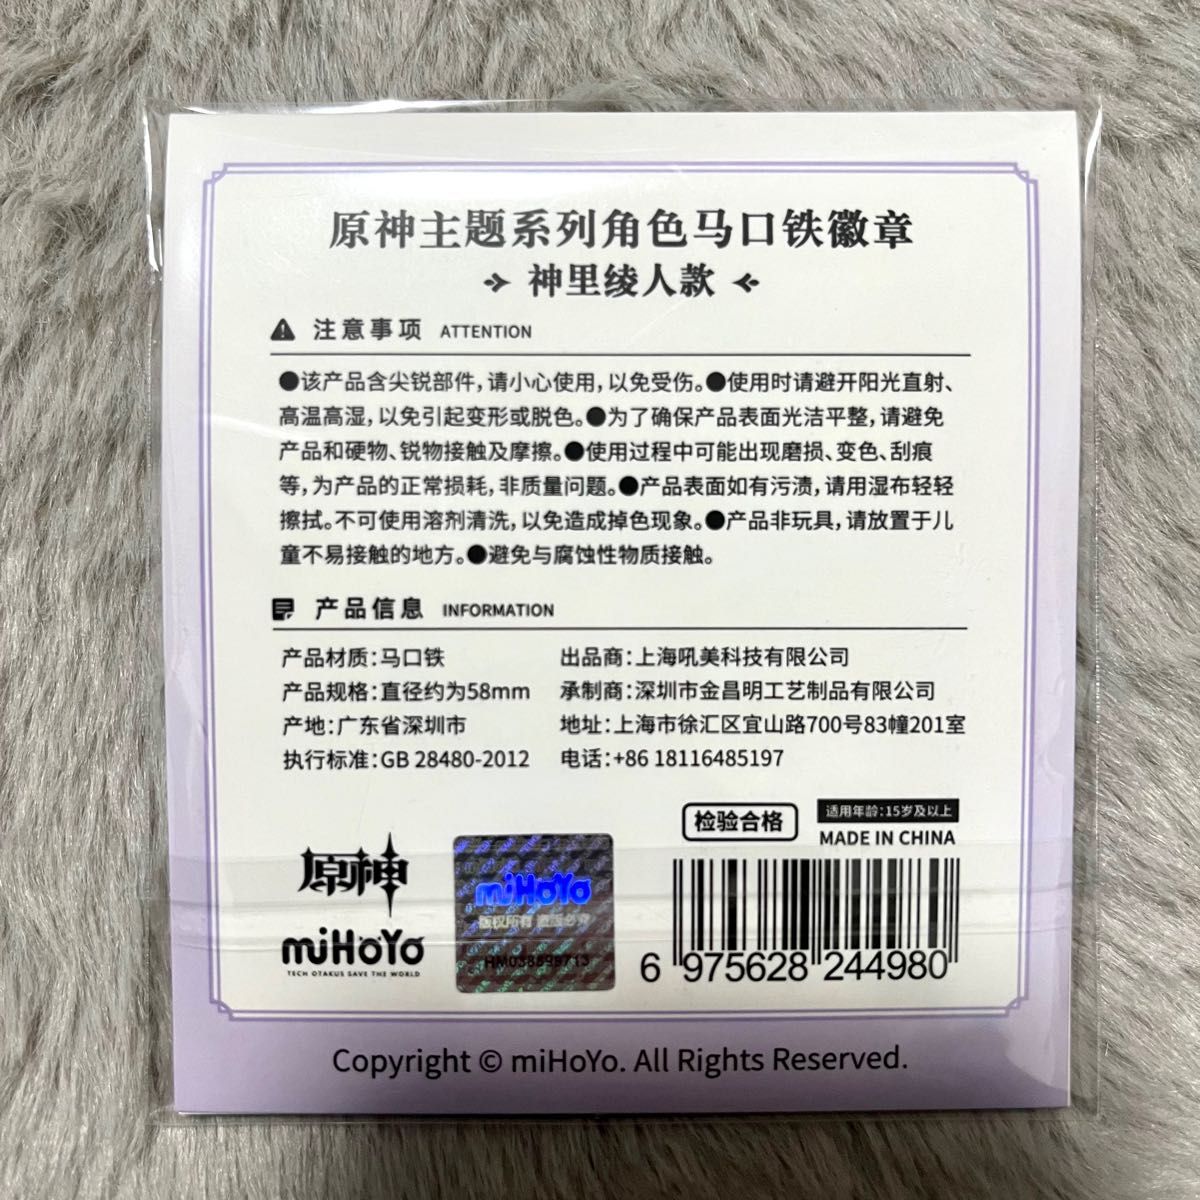 原神主题系列角色马口铁徽章
神里绫人款
注意事项 ATTENTION
●该产品含尖锐部件,请小心使用,以免受伤。●使用时请避开阳光直射、
高温高湿,以免引起变形或脱色。●为了确保产品表面光洁平整,请避免
产品和硬物、锐物接触及摩擦。●使用过程中可能出现磨损、变色、刮痕
等,为产品的正常损耗,非质量问题。●产品表面如有污渍,请用湿布轻轻
擦拭。不可使用溶剂清洗,以免造成掉色现象。●产品非玩具,请放置于儿
童不易接触的地方。●避免与腐蚀性物质接触。
产品信息 INFORMATION
产品材质:马口铁
产品规格:直径约为58mm
产地:广东省深圳市
执行标准:GB 28480-2012
出品商:上海吼美科技有限公司
承制商:深圳市金昌明工艺制品有限公司
地址:上海市徐汇区宜山路700号83幢201室
电话:+86 18116485197
检验合格
适用年龄:15岁及以上
MADE IN CHINA
原神
miHoYo
TECH OTAKUS SAVE THE WORLD
miHoYo
版权所有 盗版必究
6 975628 244980
Copyright © miHoYo. All Rights Reserved.